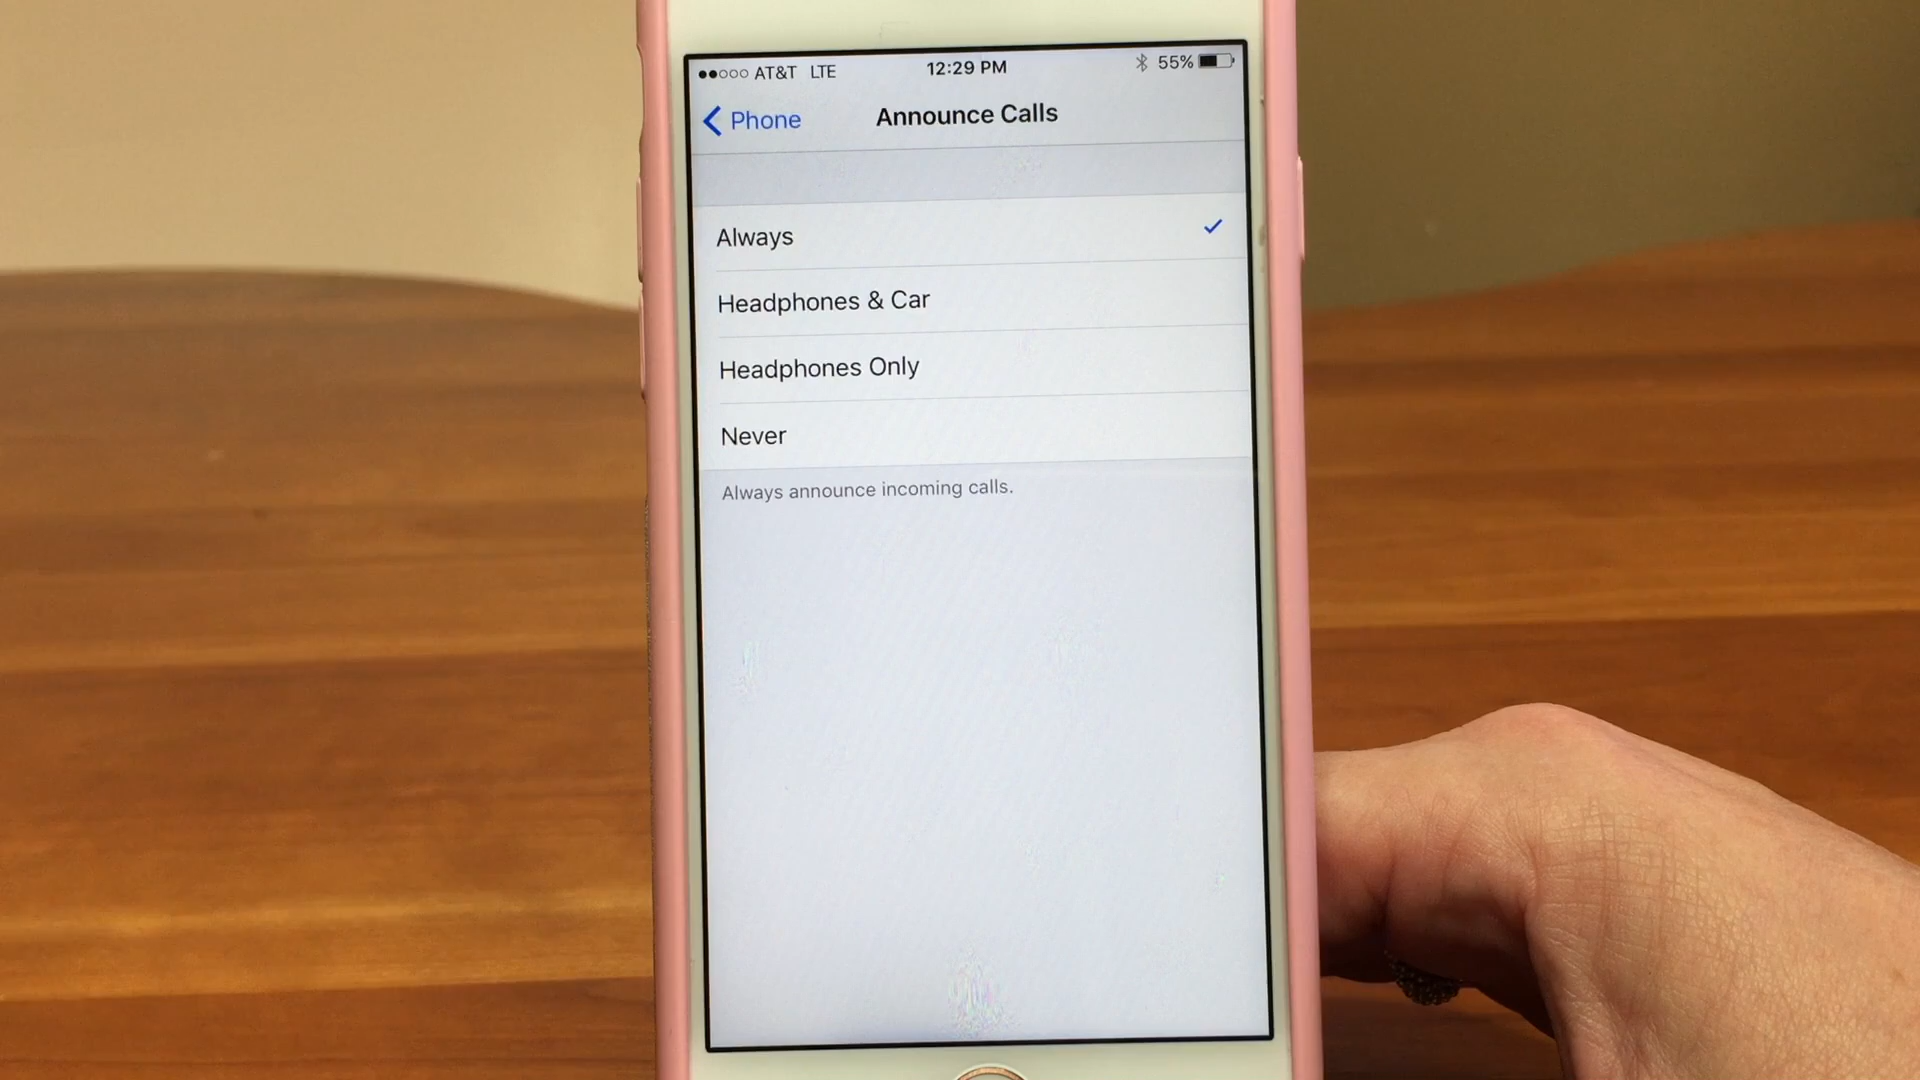 AT&T LTE 12:29 PM 55%
Phone Announce Calls
Always
Headphones & Car
Headphones Only
Never
Always announce incoming calls.